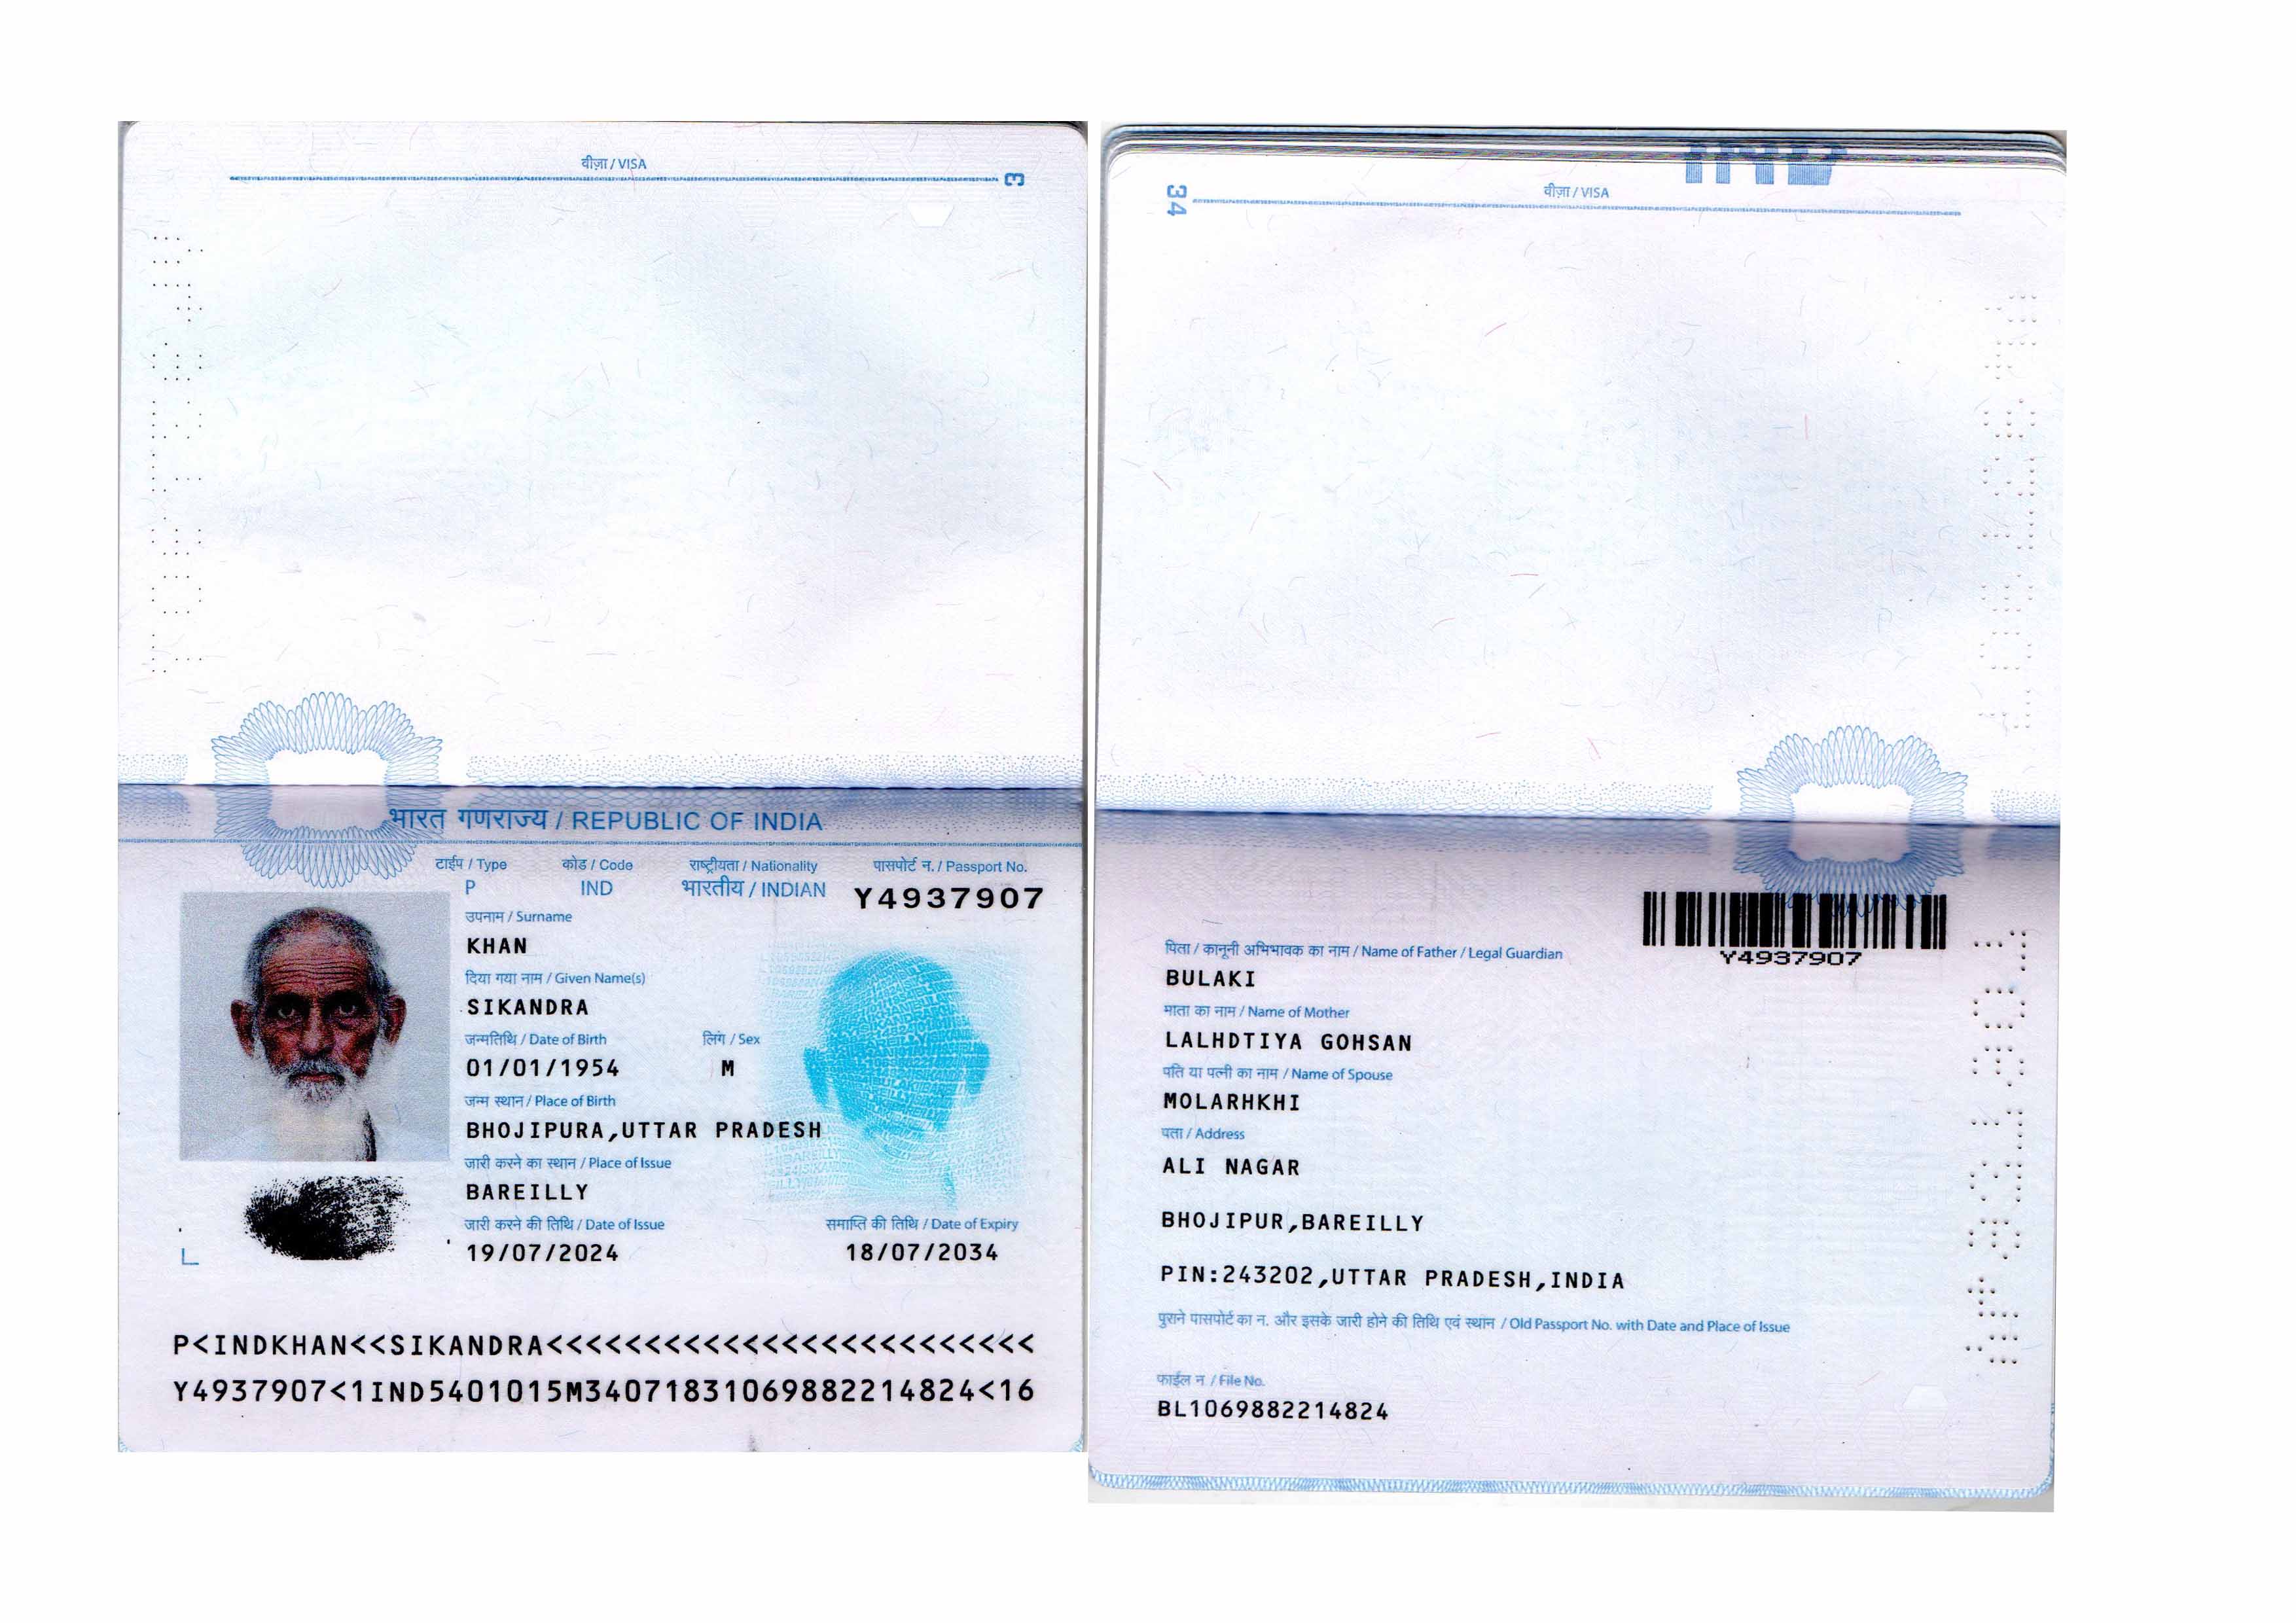 वीज़ा / VISA
3
भारत गणराज्य / REPUBLIC OF INDIA
टाईप / Type कोड / Code राष्ट्रीयता / Nationality पासपोर्ट न. / Passport No.
P IND भारतीय / INDIAN Y4937907
उपनाम / Surname
KHAN
दिया गया नाम / Given Name(s)
SIKANDRA
जन्मतिथि / Date of Birth लिंग / Sex
01/01/1954 M
जन्म स्थान / Place of Birth
BHOJIPURA,UTTAR PRADESH
जारी करने का स्थान / Place of Issue
BAREILLY
जारी करने की तिथि / Date of Issue समाप्ति की तिथि / Date of Expiry
19/07/2024 18/07/2034
L
P<INDKHAN<<SIKANDRA<<<<<<<<<<<<<<<<<<<<<<<<<
Y4937907<1IND5401015M34071831069882214824<16
वीज़ा / VISA
34
Y4937907
पिता / कानूनी अभिभावक का नाम / Name of Father / Legal Guardian
BULAKI
माता का नाम / Name of Mother
LALHDTIYA GOHSAN
पति या पत्नी का नाम / Name of Spouse
MOLARHKHI
पता / Address
ALI NAGAR
BHOJIPUR,BAREILLY
PIN:243202,UTTAR PRADESH,INDIA
पुराने पासपोर्ट का न. और इसके जारी होने की तिथि एवं स्थान / Old Passport No. with Date and Place of Issue
फाईल न / File No.
BL1069882214824